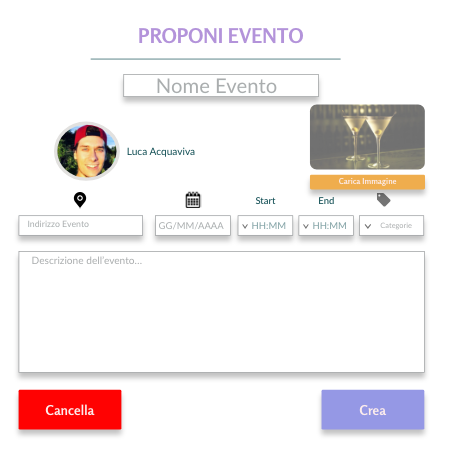 PROPONI EVENTO
Nome Evento
Luca Acquaviva
Carica Immagine
Start End
Indirizzo Evento GG/MM/AAAA HH:MM HH:MM Categorie
Descrizione dell'evento...
Cancella Crea